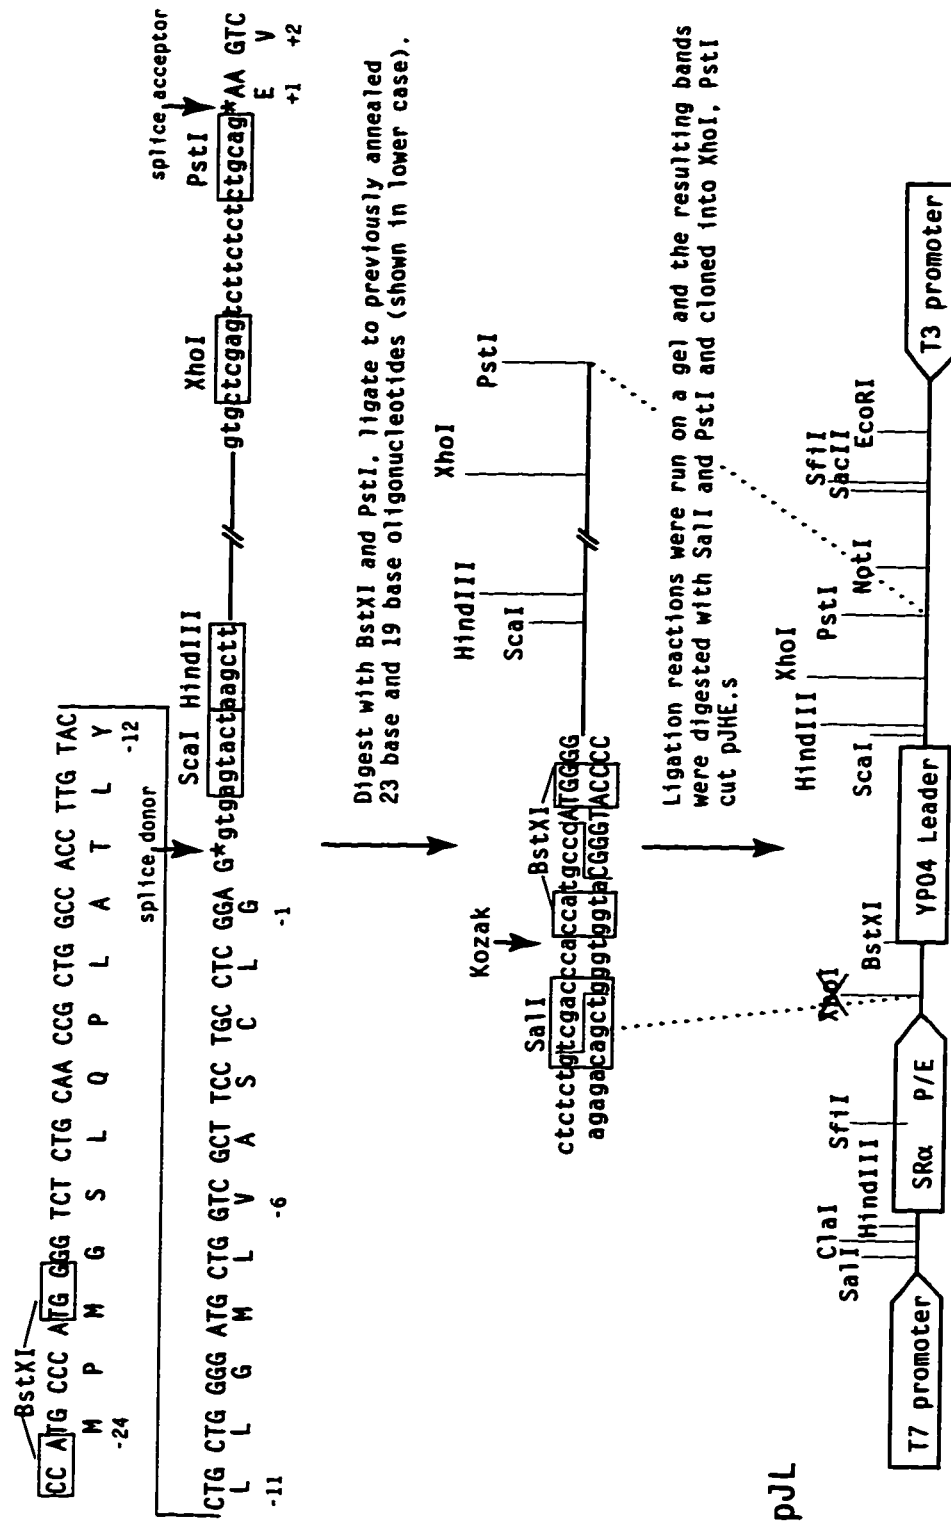 BstXI
CC ATG CCC ATG GGG TCT CTG CAA CCG CTG GCC ACC TTG TAC
M P M G S L Q P L A T L Y
-24 -12
splice donor
ScaI HindIII
XhoI
PstI
splice acceptor
CTG CTG GGG ATG CTG GTC GCT TCC TGC CTC GGA G*gtgagtactaagctt gtgctcgagtcttctctctgcag*AA GTC
L L G M L V A S C L G E V
-11 -6 -1 +1 +2
Digest with BstXI and PstI, ligate to previously annealed
23 base and 19 base oligonucleotides (shown in lower case).
Kozak
SalI
BstXI
HindIII
ScaI
XhoI
PstI
ctctctgtcgacccaccatgcccATGGGG
agagacagctgggtggtaCGGGTACCCC
Ligation reactions were run on a gel and the resulting bands
were digested with SalI and PstI and cloned into XhoI, PstI
cut pJHE.s
pJL
T7 promoter
SalI
ClaI
HindIII
SfiI
SRα P/E
XhoI
BstXI
YPO4 Leader
ScaI
HindIII
XhoI
PstI
NotI
SfiI
SacII
EcoRI
T3 promoter